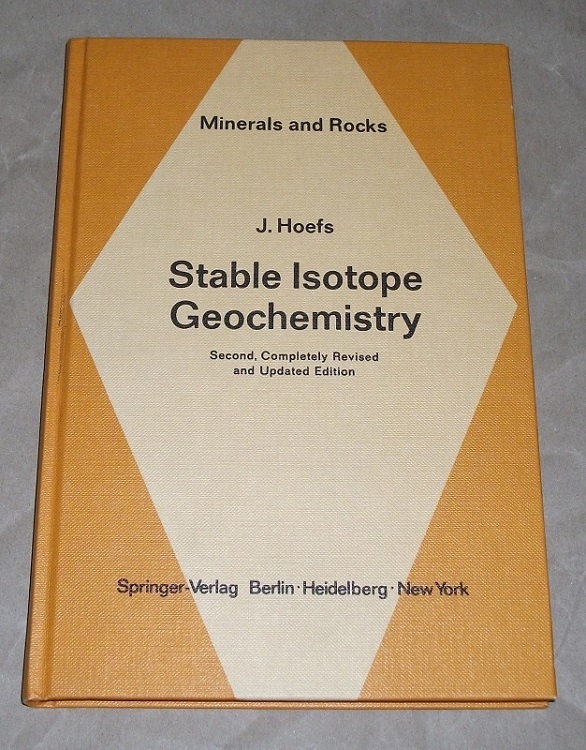 Minerals and Rocks
J. Hoefs
Stable Isotope
Geochemistry
Second, Completely Revised
and Updated Edition
Springer-Verlag Berlin · Heidelberg · New York